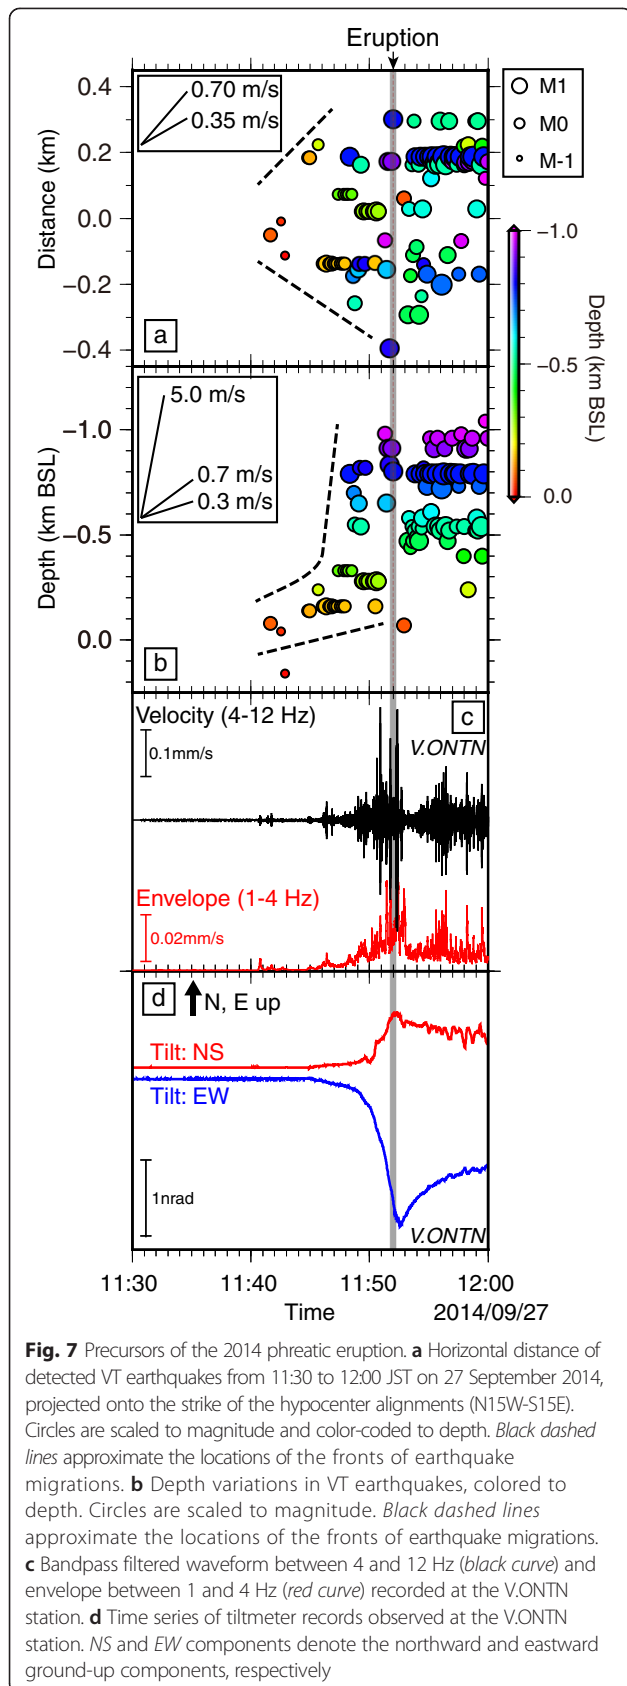 Eruption
0.70 m/s
0.35 m/s
M1
M0
M-1
0.4
0.2
0.0
−0.2
−0.4
Distance (km)
a
−1.0
−0.5
0.0
Depth (km BSL)
5.0 m/s
0.7 m/s
0.3 m/s
−1.0
−0.5
0.0
Depth (km BSL)
b
Velocity (4-12 Hz)
c
V.ONTN
0.1mm/s
Envelope (1-4 Hz)
0.02mm/s
d
N, E up
Tilt: NS
Tilt: EW
1nrad
V.ONTN
11:30 11:40 11:50 12:00
Time
2014/09/27
Fig. 7 Precursors of the 2014 phreatic eruption. a Horizontal distance of
detected VT earthquakes from 11:30 to 12:00 JST on 27 September 2014,
projected onto the strike of the hypocenter alignments (N15W-S15E).
Circles are scaled to magnitude and color-coded to depth. Black dashed
lines approximate the locations of the fronts of earthquake
migrations. b Depth variations in VT earthquakes, colored to
depth. Circles are scaled to magnitude. Black dashed lines
approximate the locations of the fronts of earthquake migrations.
c Bandpass filtered waveform between 4 and 12 Hz (black curve) and
envelope between 1 and 4 Hz (red curve) recorded at the V.ONTN
station. d Time series of tiltmeter records observed at the V.ONTN
station. NS and EW components denote the northward and eastward
ground-up components, respectively